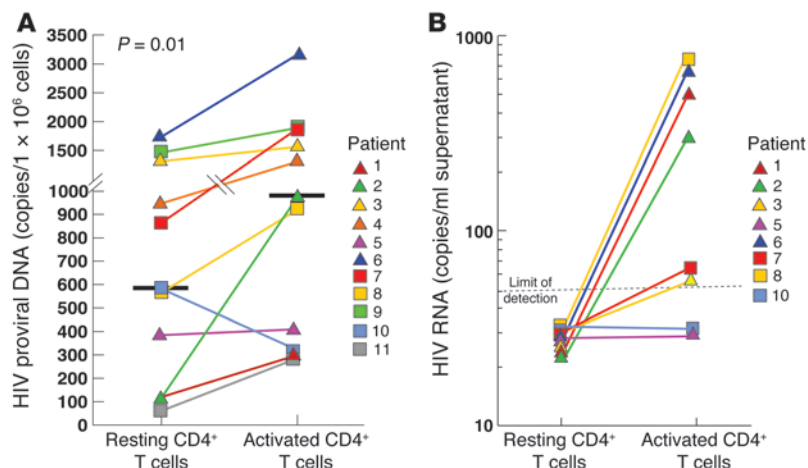 A
P = 0.01
HIV proviral DNA (copies/1 × 10⁶ cells)
3500
3000
2500
2000
1500
1000
900
800
700
600
500
400
300
200
100
0
Resting CD4⁺
T cells
Activated CD4⁺
T cells
Patient
1
2
3
4
5
6
7
8
9
10
11
B
HIV RNA (copies/ml supernatant)
1000
100
10
Limit of
detection
Resting CD4⁺
T cells
Activated CD4⁺
T cells
Patient
1
2
3
5
6
7
8
10